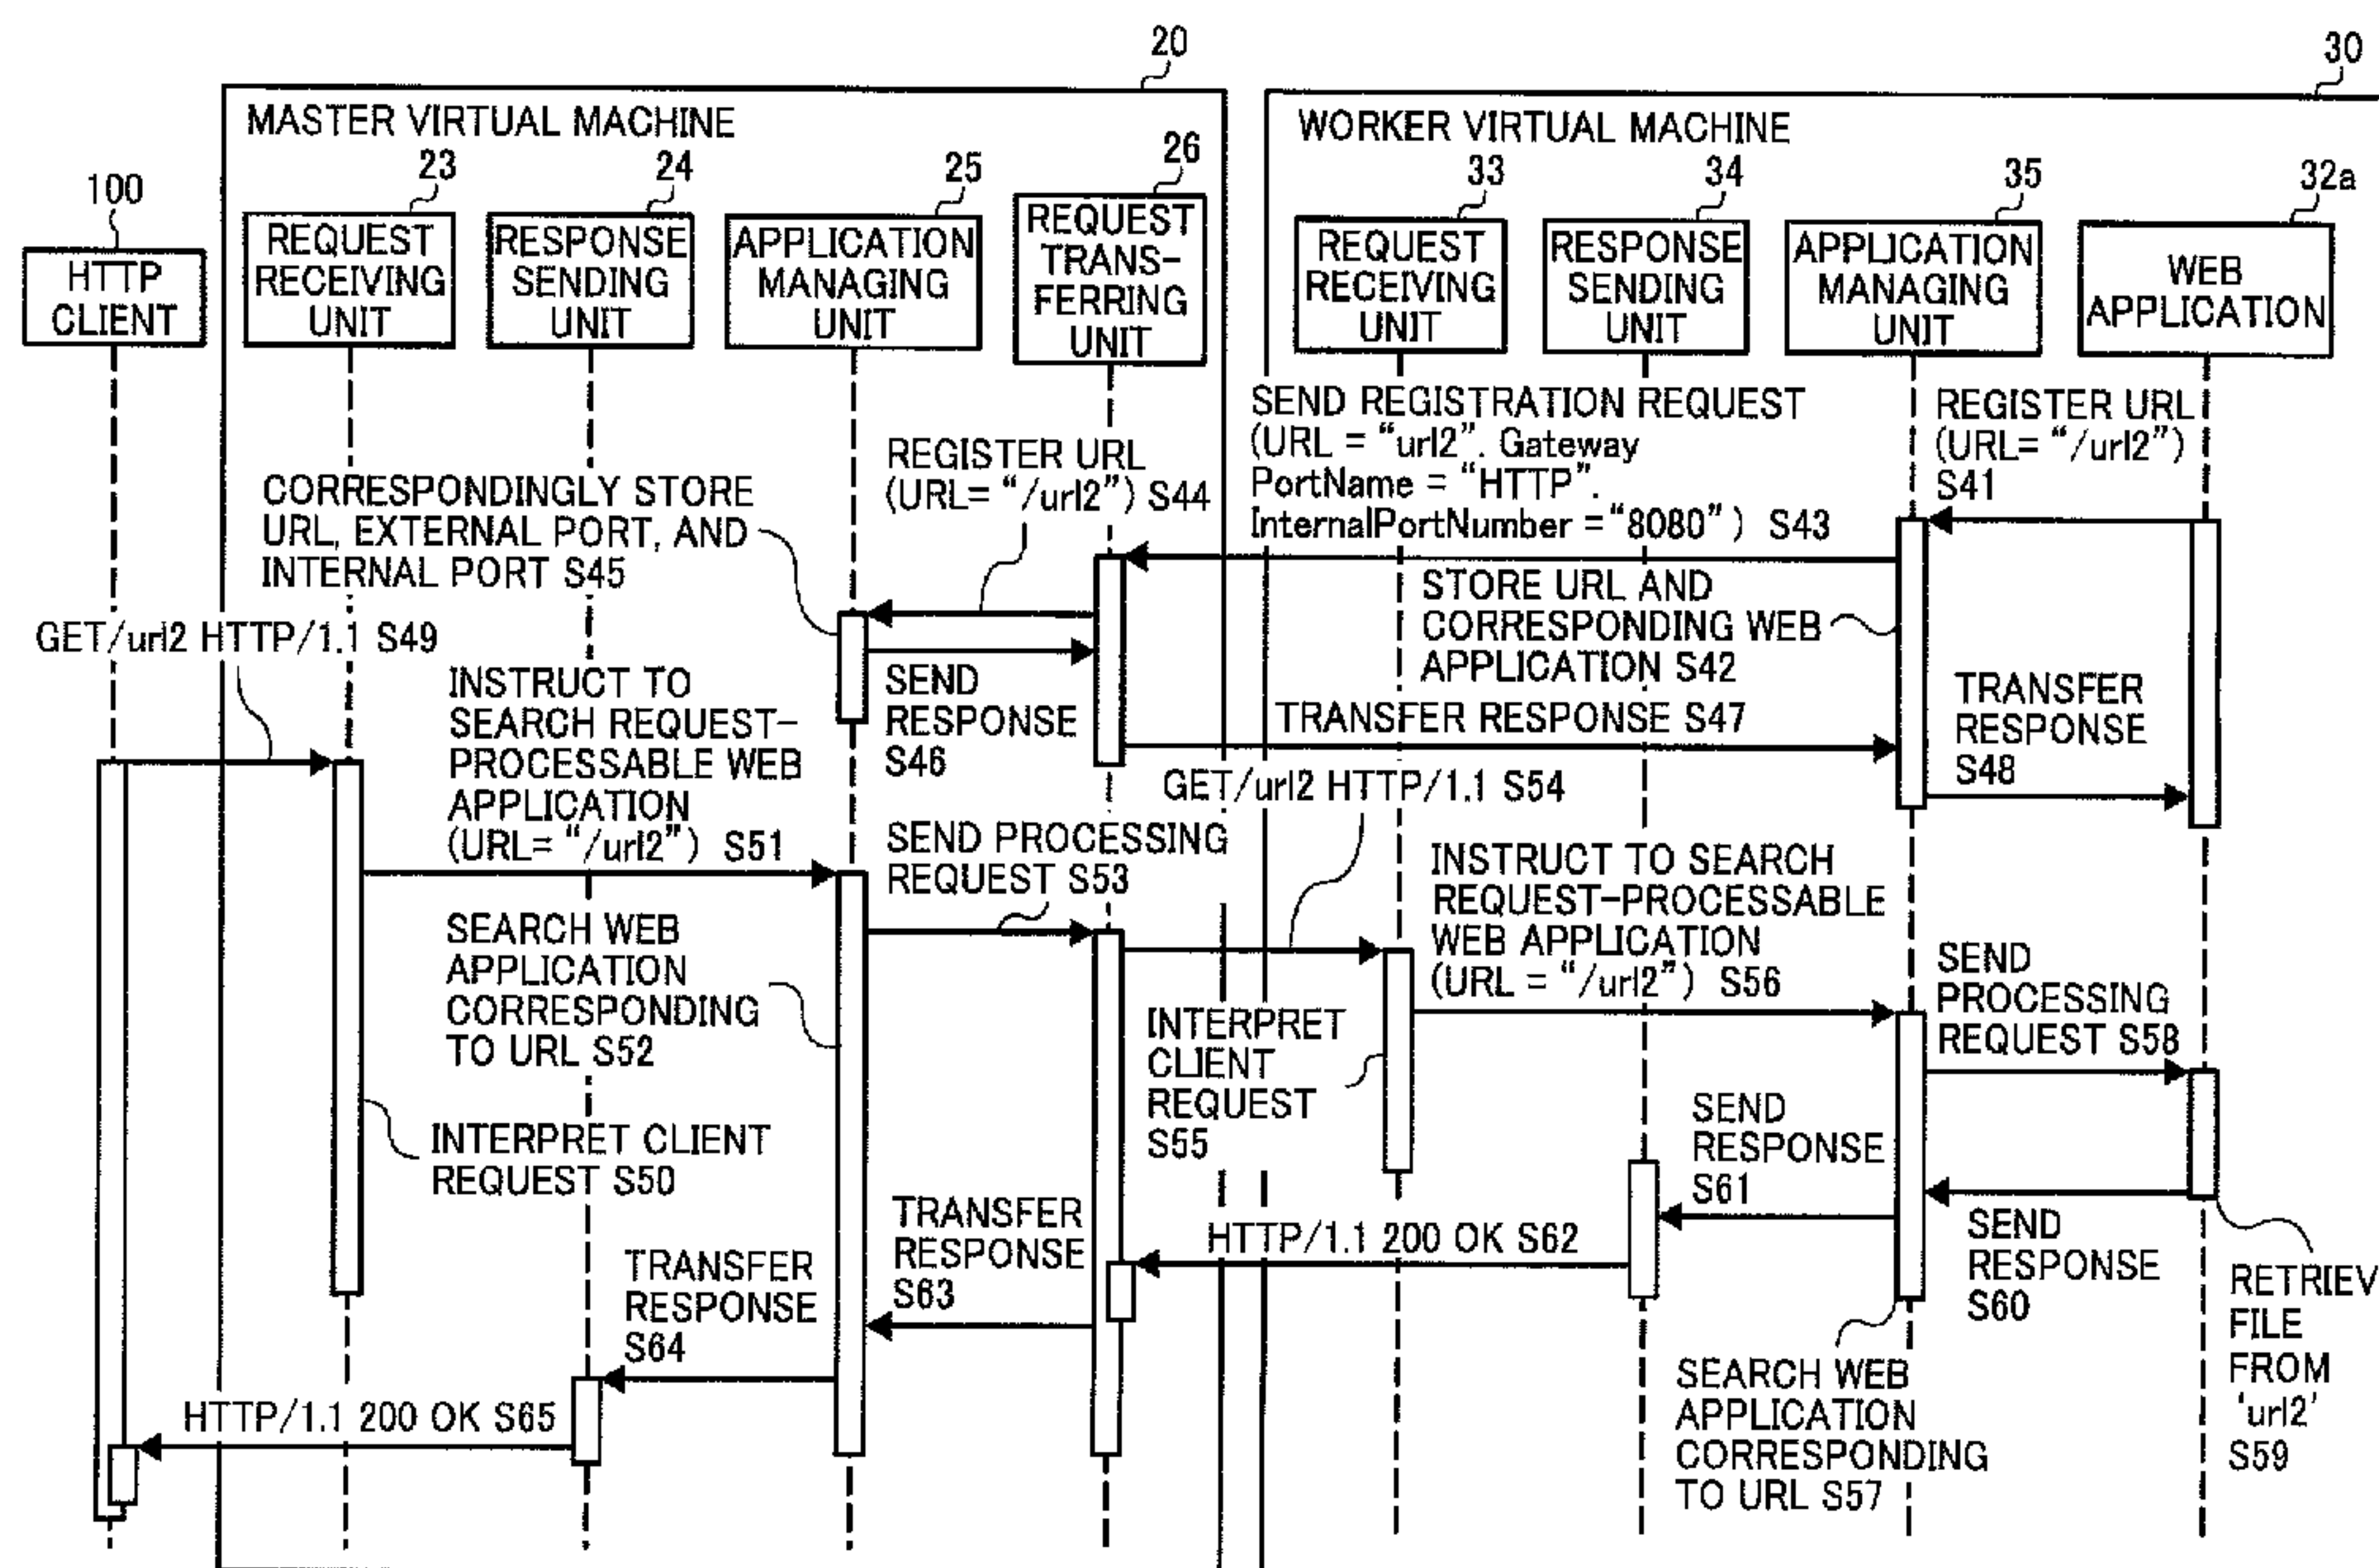 20
30
MASTER VIRTUAL MACHINE
WORKER VIRTUAL MACHINE
100
23
24
25
26
33
34
35
32a
HTTP
CLIENT
REQUEST
RECEIVING
UNIT
RESPONSE
SENDING
UNIT
APPLICATION
MANAGING
UNIT
REQUEST
TRANS-
FERRING
UNIT
REQUEST
RECEIVING
UNIT
RESPONSE
SENDING
UNIT
APPLICATION
MANAGING
UNIT
WEB
APPLICATION
REGISTER URL
(URL= “/url2”)
S41
SEND REGISTRATION REQUEST
(URL = “url2”. Gateway
PortName = “HTTP”.
InternalPortNumber =“8080”) S43
REGISTER URL
(URL= “/url2”) S44
CORRESPONDINGLY STORE
URL, EXTERNAL PORT, AND
INTERNAL PORT S45
STORE URL AND
CORRESPONDING WEB
APPLICATION S42
SEND
RESPONSE
S46
TRANSFER RESPONSE S47
TRANSFER
RESPONSE
S48
GET/url2 HTTP/1.1 S49
INSTRUCT TO
SEARCH REQUEST-
PROCESSABLE WEB
APPLICATION
(URL= “/url2”) S51
SEND PROCESSING
REQUEST S53
GET/url2 HTTP/1.1 S54
SEARCH WEB
APPLICATION
CORRESPONDING
TO URL S52
INTERPRET CLIENT
REQUEST S50
INTERPRET
CLIENT
REQUEST
S55
INSTRUCT TO SEARCH
REQUEST-PROCESSABLE
WEB APPLICATION
(URL = “/url2”) S56
SEND
PROCESSING
REQUEST S58
SEND
RESPONSE
S61
SEND
RESPONSE
S60
RETRIEV
FILE
FROM
‘url2’
S59
HTTP/1.1 200 OK S62
TRANSFER
RESPONSE
S63
TRANSFER
RESPONSE
S64
SEARCH WEB
APPLICATION
CORRESPONDING
TO URL S57
HTTP/1.1 200 OK S65